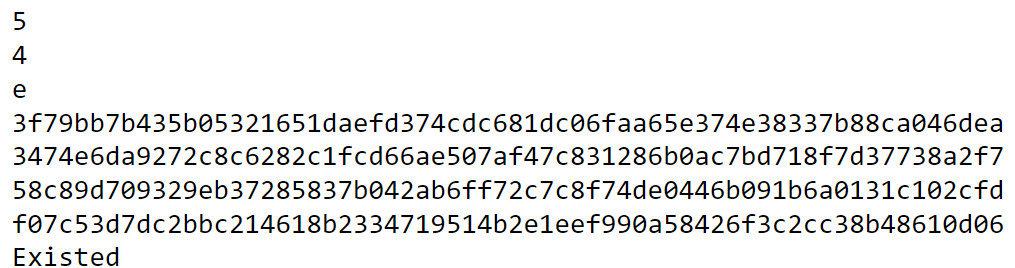 5
4
e
3f79bb7b435b05321651daefd374cdc681dc06faa65e374e38337b88ca046dea
3474e6da9272c8c6282c1fcd66ae507af47c831286b0ac7bd718f7d37738a2f7
58c89d709329eb37285837b042ab6ff72c7c8f74de0446b091b6a0131c102cfd
f07c53d7dc2bbc214618b2334719514b2e1eef990a58426f3c2cc38b48610d06
Existed